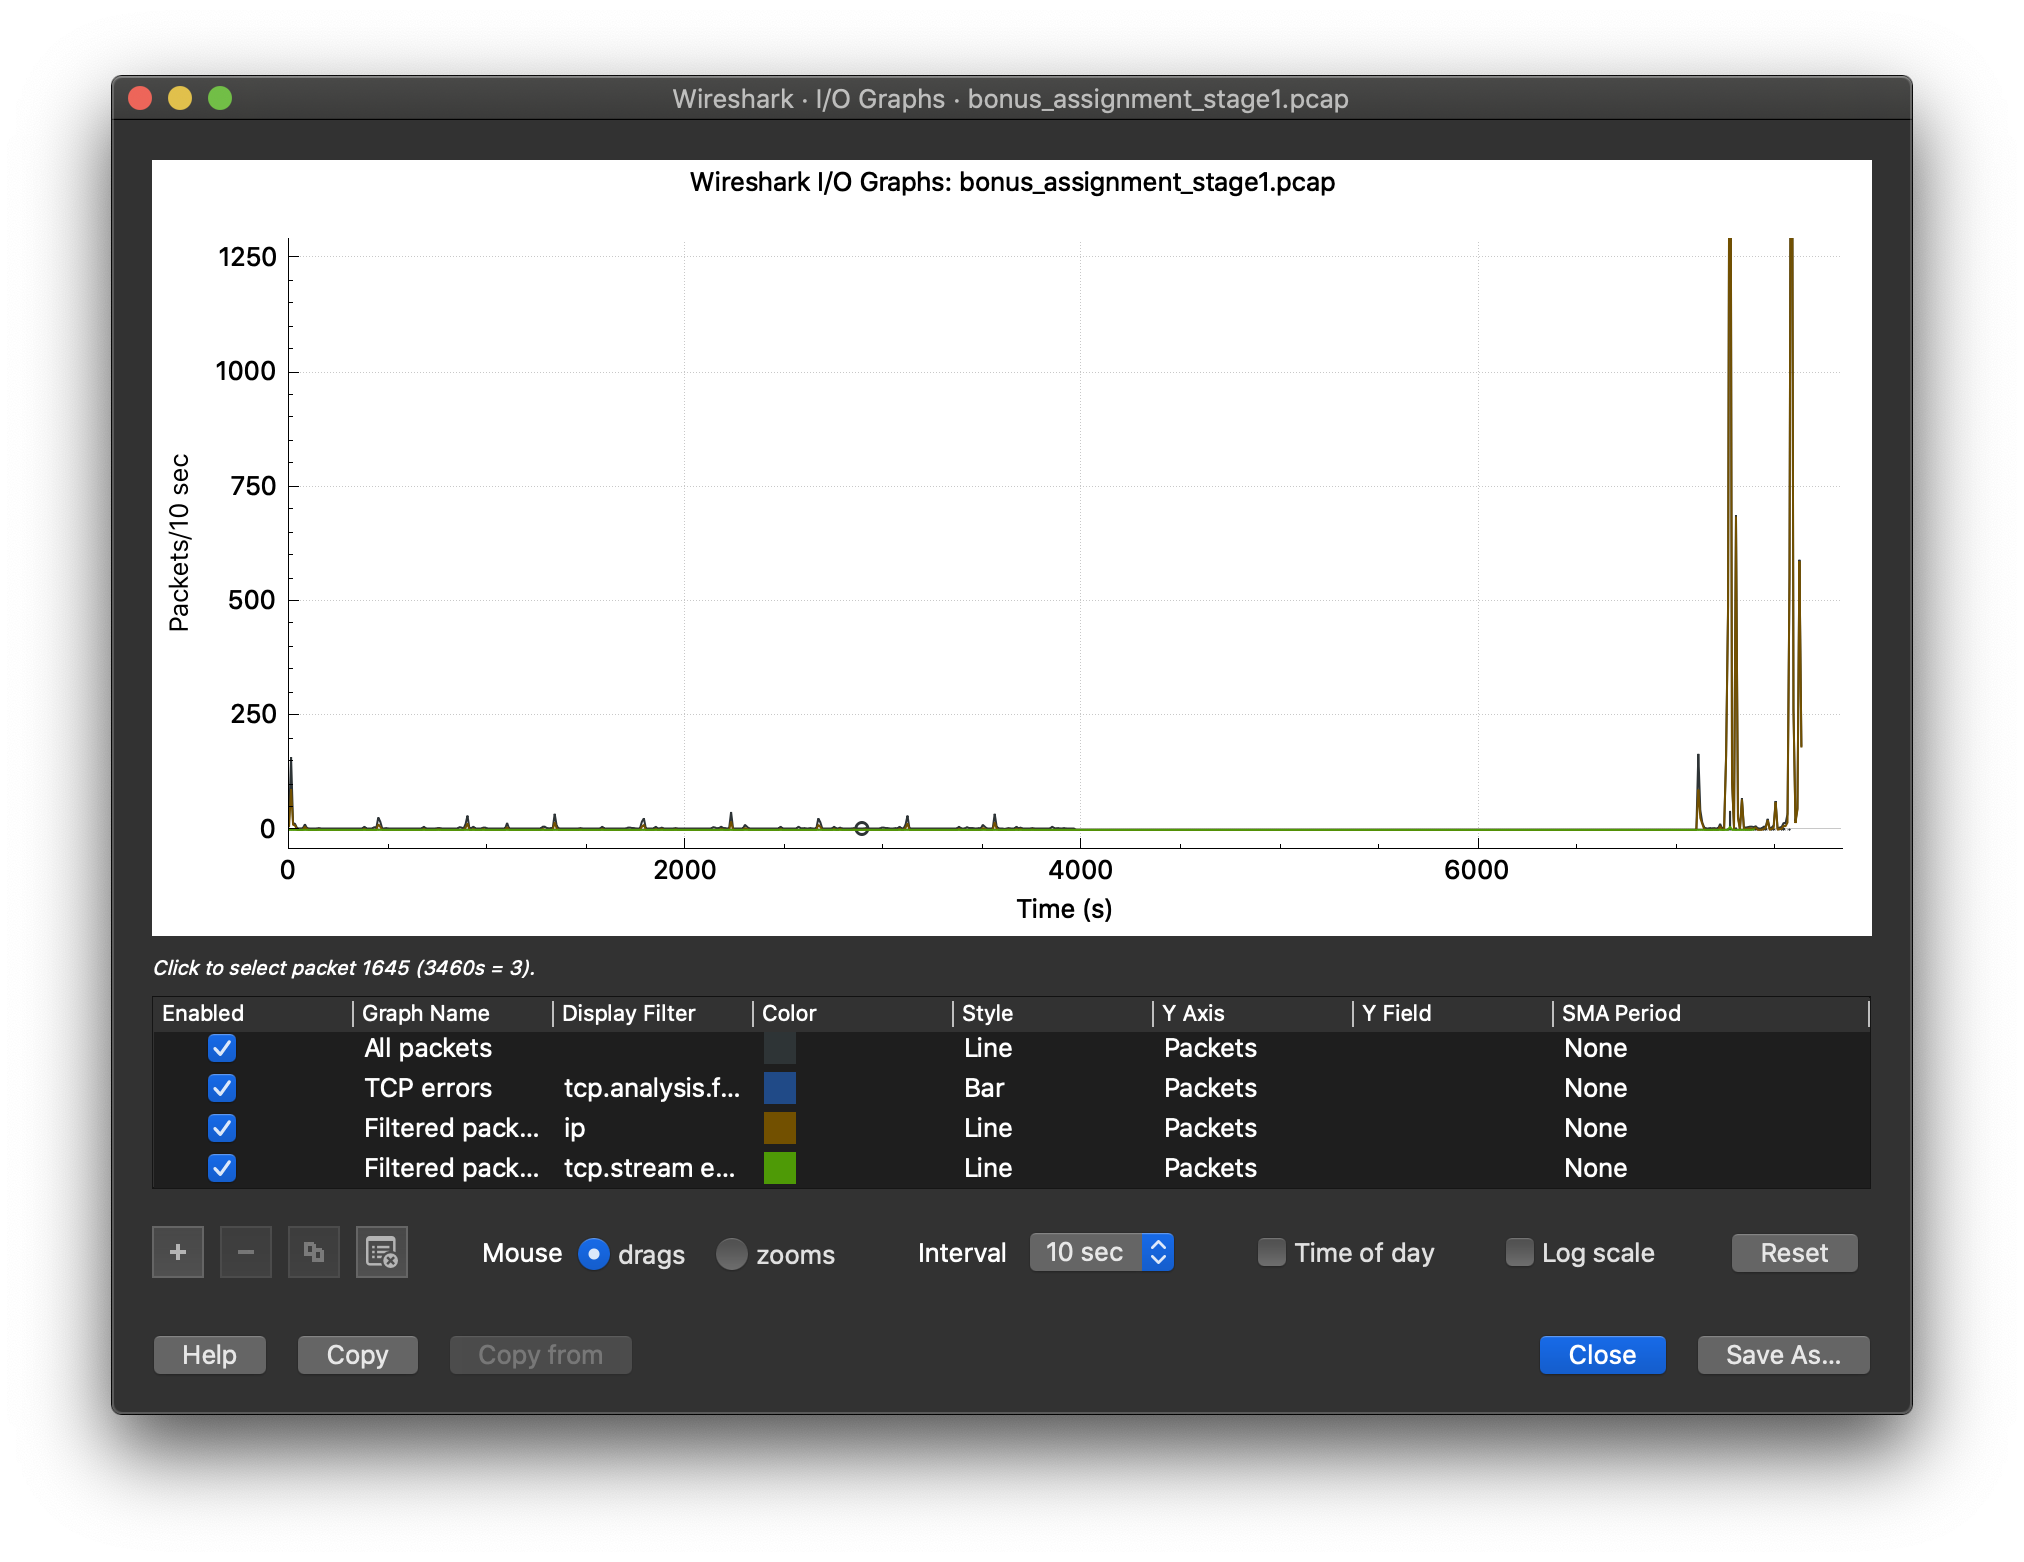 Wireshark · I/O Graphs · bonus_assignment_stage1.pcap
Wireshark I/O Graphs: bonus_assignment_stage1.pcap
1250
1000
750
500
250
0
Packets/10 sec
0 2000 4000 6000
Time (s)
Click to select packet 1645 (3460s = 3).
Enabled Graph Name Display Filter Color Style Y Axis Y Field SMA Period
All packets Line Packets None
TCP errors tcp.analysis.f... Bar Packets None
Filtered pack... ip Line Packets None
Filtered pack... tcp.stream e... Line Packets None
+ − Mouse drags zooms Interval 10 sec Time of day Log scale Reset
Help Copy Copy from Close Save As...